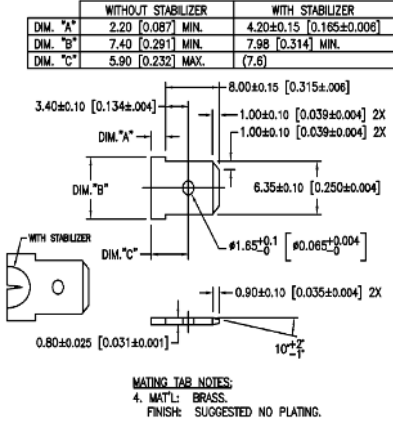 WITHOUT STABILIZER WITH STABILIZER
DIM. "A" 2.20 [0.087] MIN. 4.20±0.15 [0.165±0.006]
DIM. "B" 7.40 [0.291] MIN. 7.98 [0.314] MIN.
DIM. "C" 5.90 [0.232] MAX. (7.6)
8.00±0.15 [0.315±.006]
3.40±0.10 [0.134±.004]
1.00±0.10 [0.039±0.004] 2X
DIM."A"
1.00±0.10 [0.039±0.004] 2X
DIM."B"
6.35±0.10 [0.250±0.004]
WITH STABILIZER
DIM."C"
ø1.65+0.1 -0 [ø0.065+0.004 -0]
0.90±0.10 [0.035±0.004] 2X
0.80±0.025 [0.031±0.001]
10°+2° -1°
MATING TAB NOTES:
4. MAT'L: BRASS.
FINISH: SUGGESTED NO PLATING.